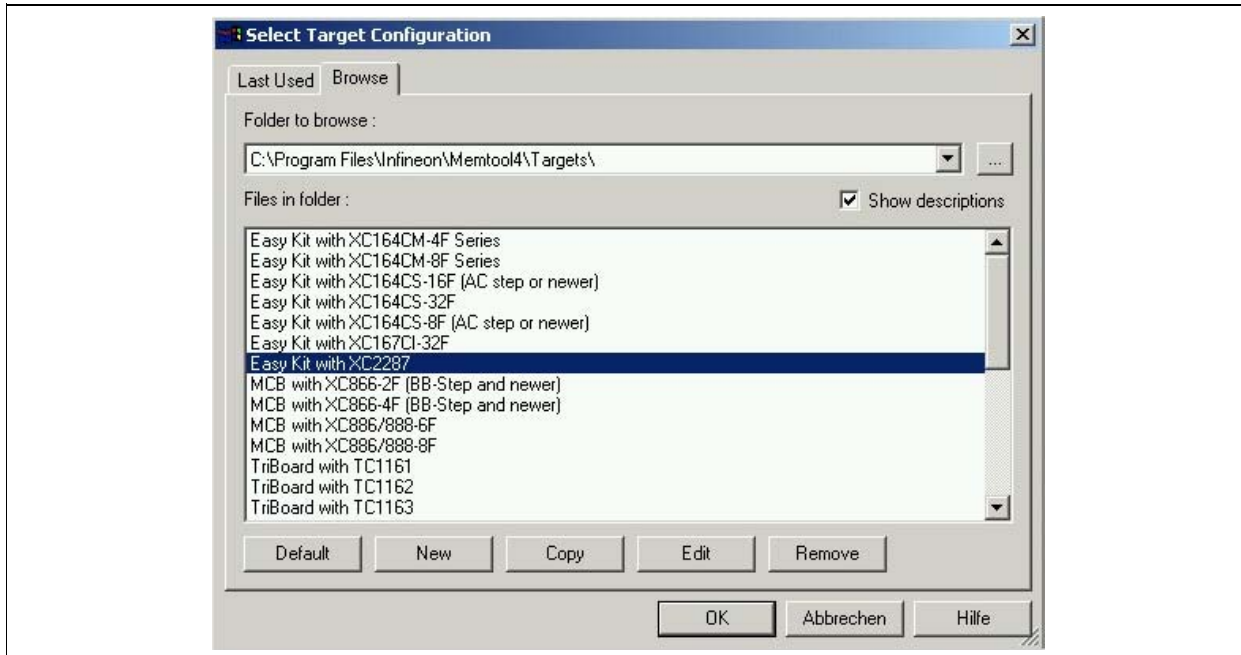 Select Target Configuration
Last Used Browse
Folder to browse :
C:\Program Files\Infineon\Memtool4\Targets\ ...
Files in folder : Show descriptions
Easy Kit with XC164CM-4F Series
Easy Kit with XC164CM-8F Series
Easy Kit with XC164CS-16F (AC step or newer)
Easy Kit with XC164CS-32F
Easy Kit with XC164CS-8F (AC step or newer)
Easy Kit with XC167CI-32F
Easy Kit with XC2287
MCB with XC866-2F (BB-Step and newer)
MCB with XC866-4F (BB-Step and newer)
MCB with XC886/888-6F
MCB with XC886/888-8F
TriBoard with TC1161
TriBoard with TC1162
TriBoard with TC1163
Default New Copy Edit Remove
OK Abbrechen Hilfe